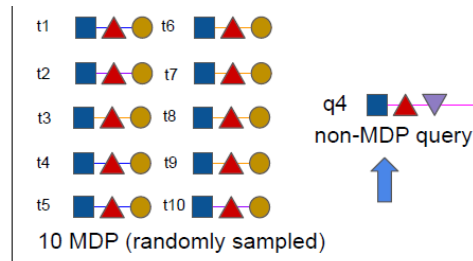 t1 t6
t2 t7
t3 t8
t4 t9
t5 t10
q4
non-MDP query
10 MDP (randomly sampled)